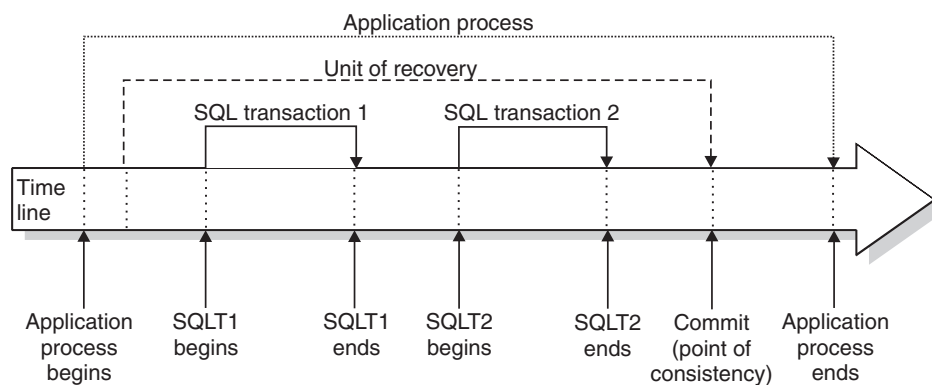 Application process
Unit of recovery
SQL transaction 1
SQL transaction 2
Time
line
Application
process
begins
SQLT1
begins
SQLT1
ends
SQLT2
begins
SQLT2
ends
Commit
(point of
consistency)
Application
process
ends